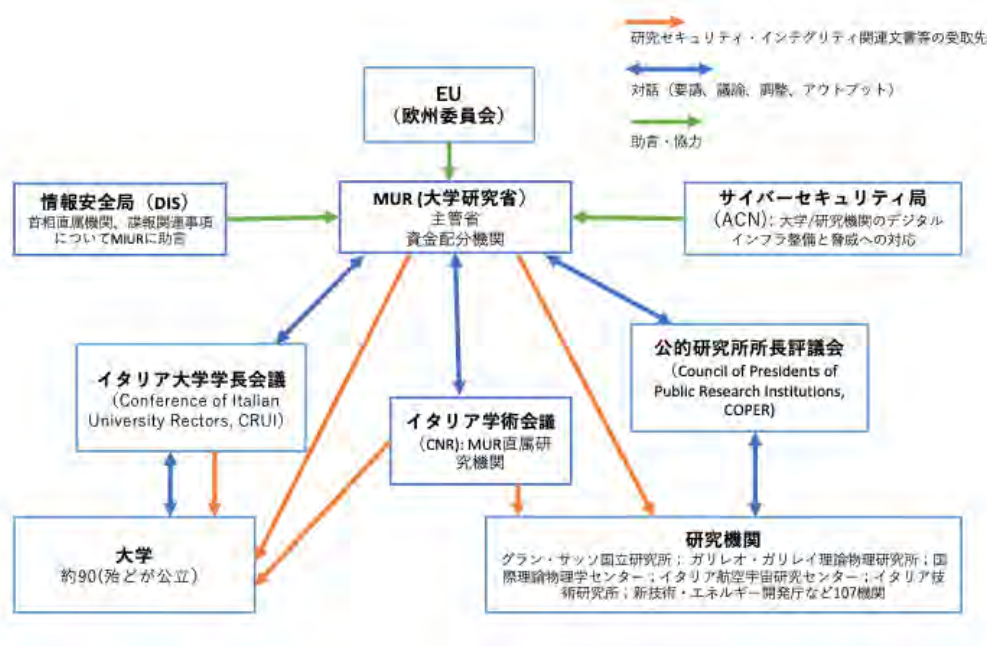 研究セキュリティ・インテグリティ関連文書等の受取先
対話（要請、議論、調整、アウトプット）
助言・協力
EU
（欧州委員会）
情報安全局（DIS）
首相直属機関、諜報関連事項
についてMIURに助言
MUR (大学研究省）
主管省
資金配分機関
サイバーセキュリティ局
(ACN): 大学/研究機関のデジタル
インフラ整備と脅威への対応
イタリア大学学長会議
（Conference of Italian
University Rectors, CRUI）
イタリア学術会議
（CNR): MUR直属研
究機関
公的研究所所長評議会
（Council of Presidents of
Public Research Institutions,
COPER)
大学
約90(殆どが公立）
研究機関
グラン・サッソ国立研究所； ガリレオ・ガリレイ理論物理研究所；国
際理論物理学センター；イタリア航空宇宙研究センター；イタリア技
術研究所；新技術・エネルギー開発庁など107機関